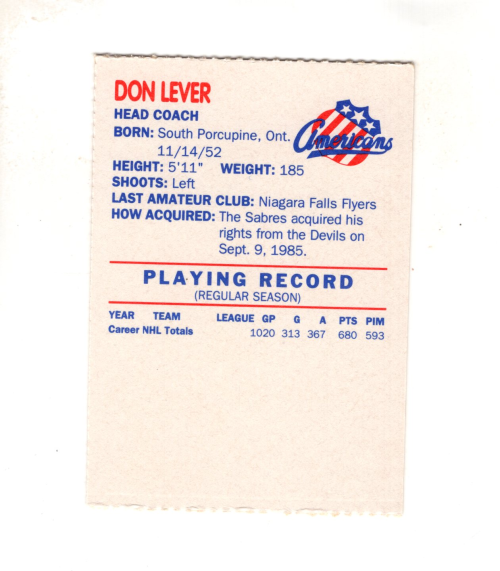 DON LEVER
HEAD COACH
BORN: South Porcupine, Ont.
11/14/52
Americans
HEIGHT: 5'11" WEIGHT: 185
SHOOTS: Left
LAST AMATEUR CLUB: Niagara Falls Flyers
HOW ACQUIRED: The Sabres acquired his
rights from the Devils on
Sept. 9, 1985.
PLAYING RECORD
(REGULAR SEASON)
YEAR TEAM LEAGUE GP G A PTS PIM
Career NHL Totals 1020 313 367 680 593